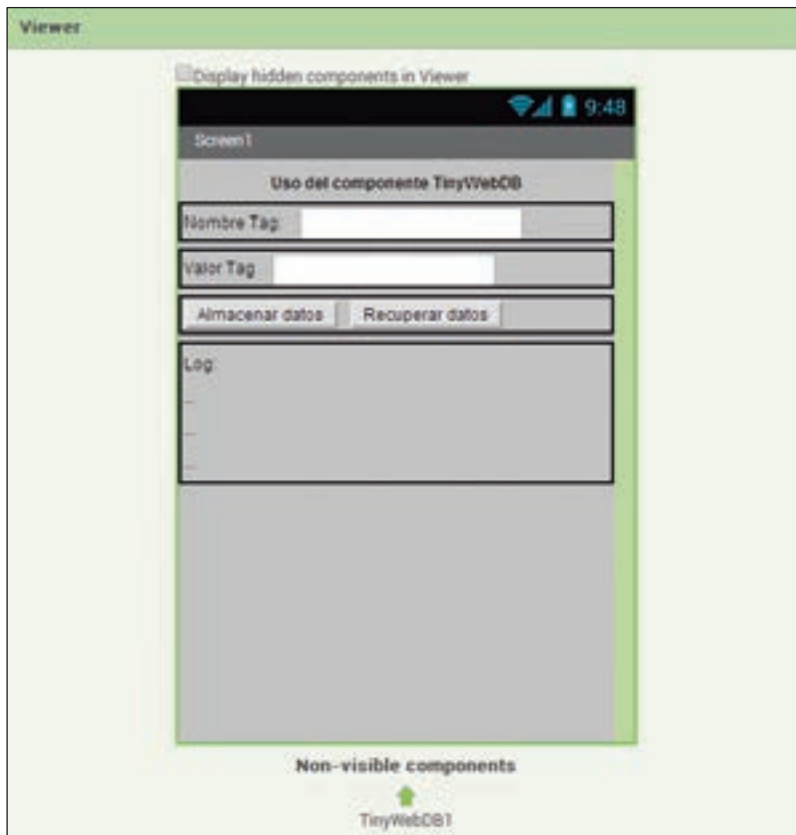 Viewer
Display hidden components in Viewer
9:48
Screen1
Uso del componente TinyWebDB
Nombre Tag:
Valor Tag
Almacenar datos Recuperar datos
Log:
Non-visible components
TinyWebDB1